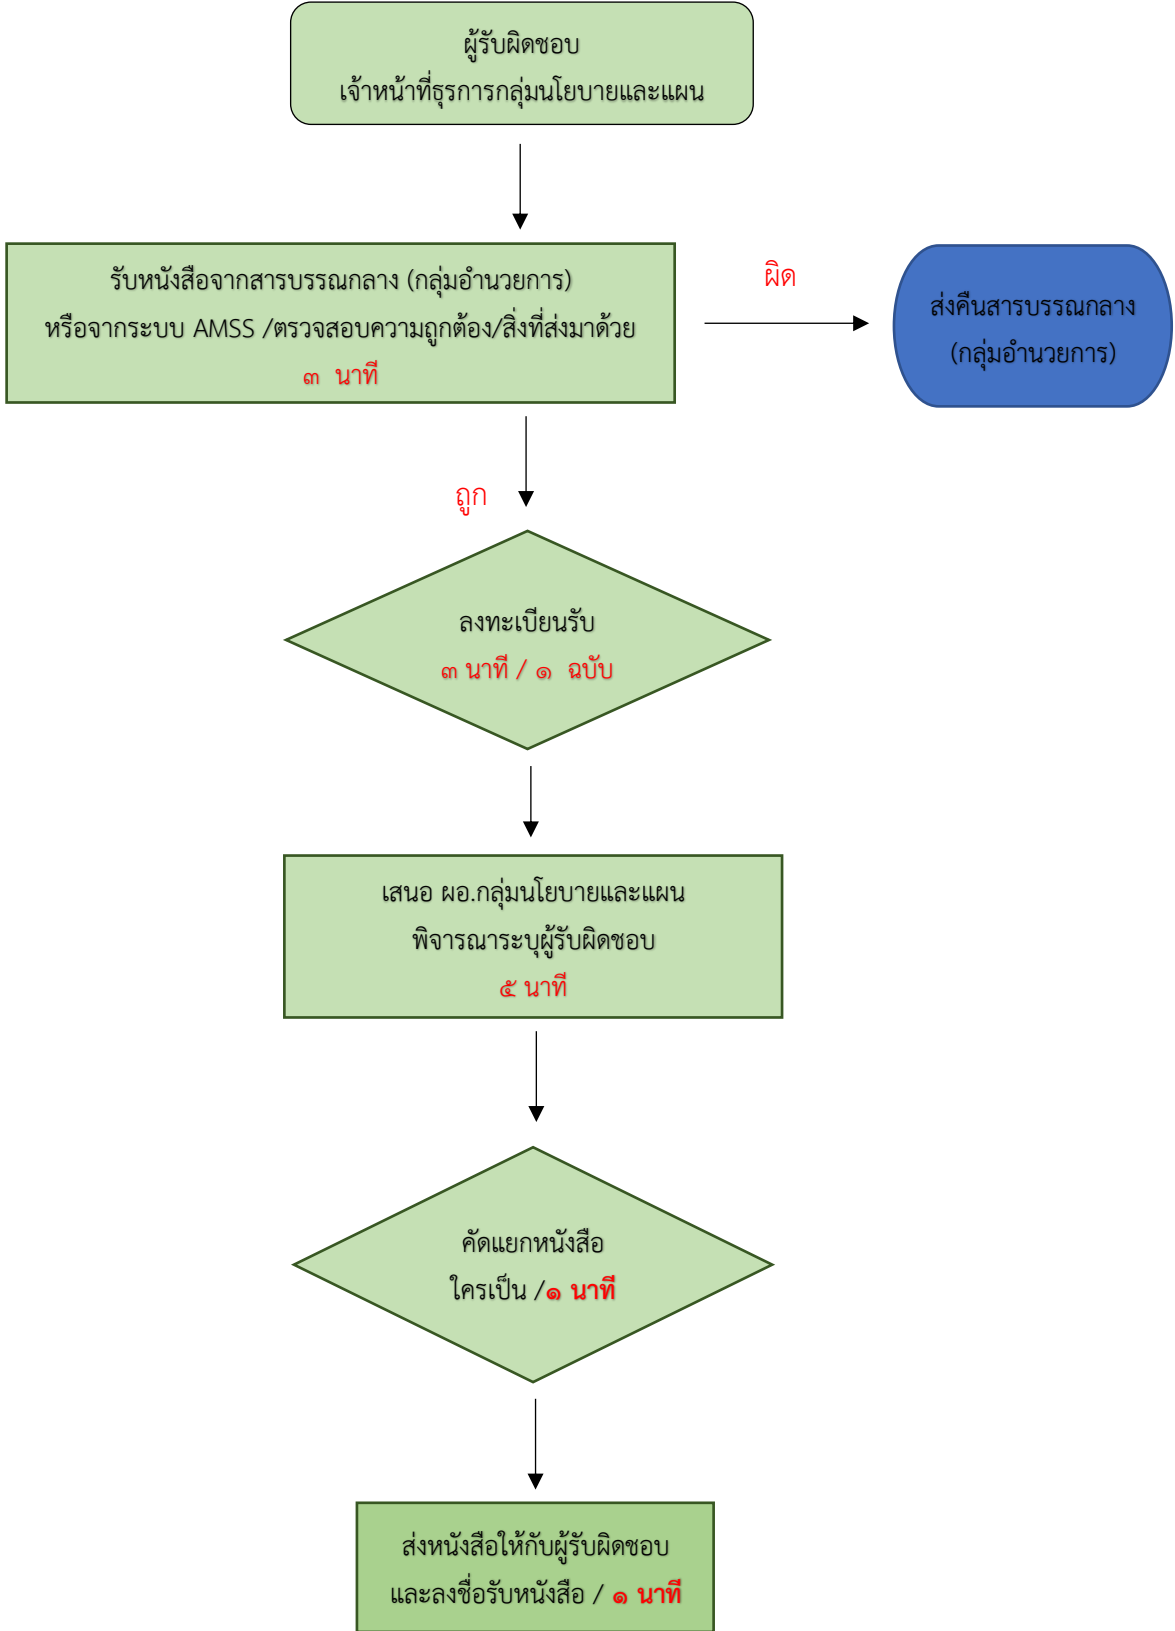 ผู้รับผิดชอบ
เจ้าหน้าที่ธุรการกลุ่มนโยบายและแผน
รับหนังสือจากสารบรรณกลาง (กลุ่มอำนวยการ)
หรือจากระบบ AMSS /ตรวจสอบความถูกต้อง/สิ่งที่ส่งมาด้วย
๓ นาที
ผิด
ส่งคืนสารบรรณกลาง
(กลุ่มอำนวยการ)
ถูก
ลงทะเบียนรับ
๓ นาที / ๑ ฉบับ
เสนอ ผอ.กลุ่มนโยบายและแผน
พิจารณาระบุผู้รับผิดชอบ
๕ นาที
คัดแยกหนังสือ
ใครเป็น /๑ นาที
ส่งหนังสือให้กับผู้รับผิดชอบ
และลงชื่อรับหนังสือ / ๑ นาที